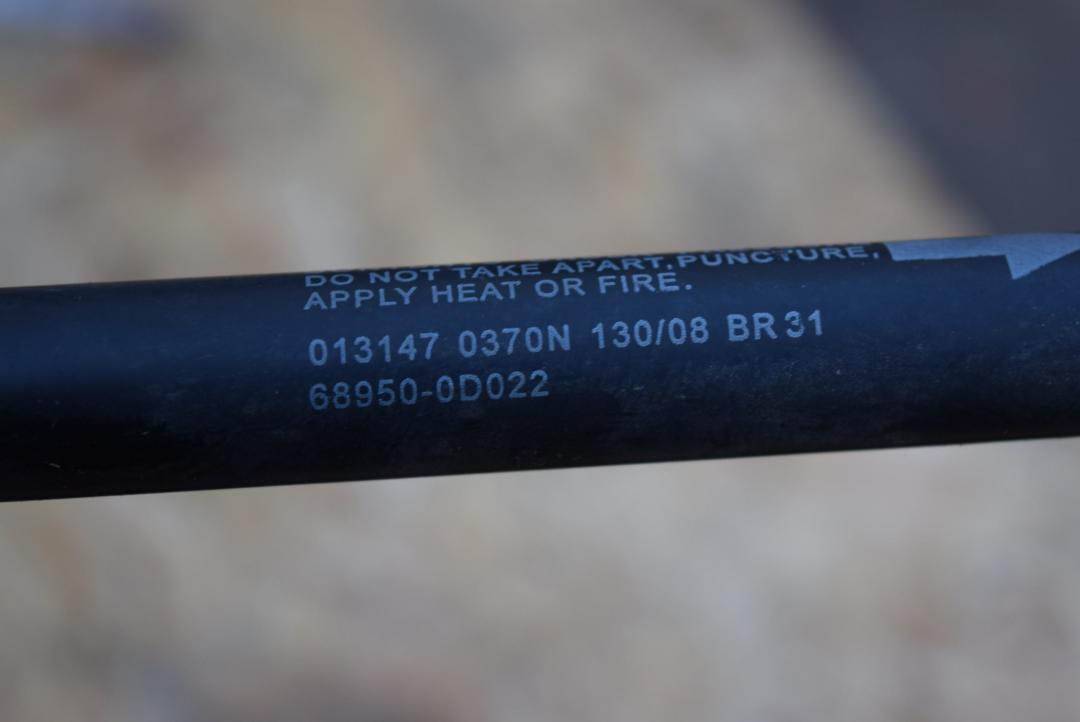 DO NOT TAKE APART,PUNCTURE,
APPLY HEAT OR FIRE.
013147 0370N 130/08 BR31
68950-0D022